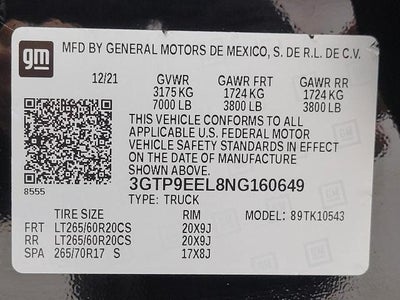 gm MFD BY GENERAL MOTORS DE MEXICO, S. DE R.L. DE C.V.
12/21 GVWR GAWR FRT GAWR RR
3175 KG 1724 KG 1724 KG
7000 LB 3800 LB 3800 LB
THIS VEHICLE CONFORMS TO ALL
APPLICABLE U.S. FEDERAL MOTOR
VEHICLE SAFETY STANDARDS IN EFFECT
ON THE DATE OF MANUFACTURE
SHOWN ABOVE.
8555 3GTP9EEL8NG160649
TYPE: TRUCK
TIRE SIZE RIM MODEL: 89TK10543
FRT LT265/60R20CS 20X9J
RR LT265/60R20CS 20X9J
SPA 265/70R17 S 17X8J